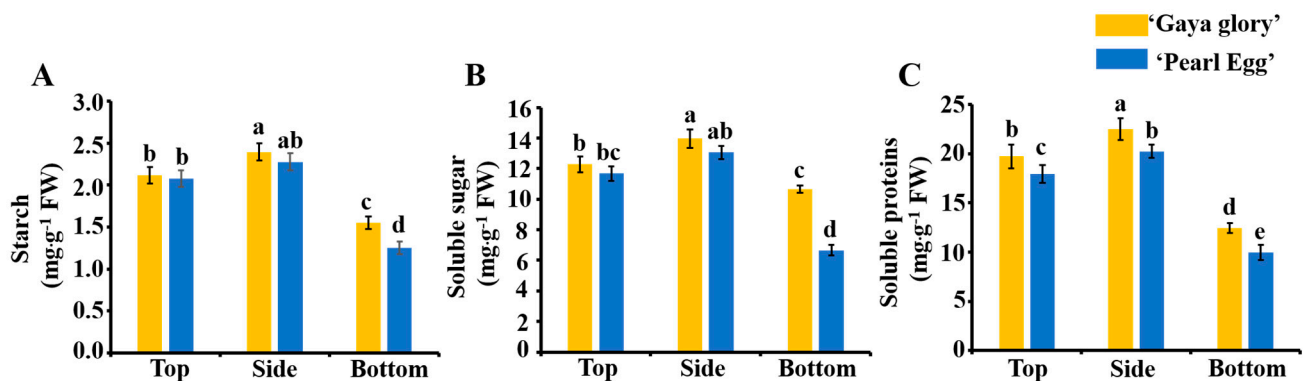 ‘Gaya glory’
‘Pearl Egg’
A
Starch
(mg·g⁻¹ FW)
3.0
2.5
2.0
1.5
1.0
0.5
0.0
b b
a ab
c d
Top Side Bottom
B
Soluble sugar
(mg·g⁻¹ FW)
16
14
12
10
8
6
4
2
0
b bc
a ab
c d
Top Side Bottom
C
Soluble proteins
(mg·g⁻¹ FW)
25
20
15
10
5
0
b c
a b
d e
Top Side Bottom